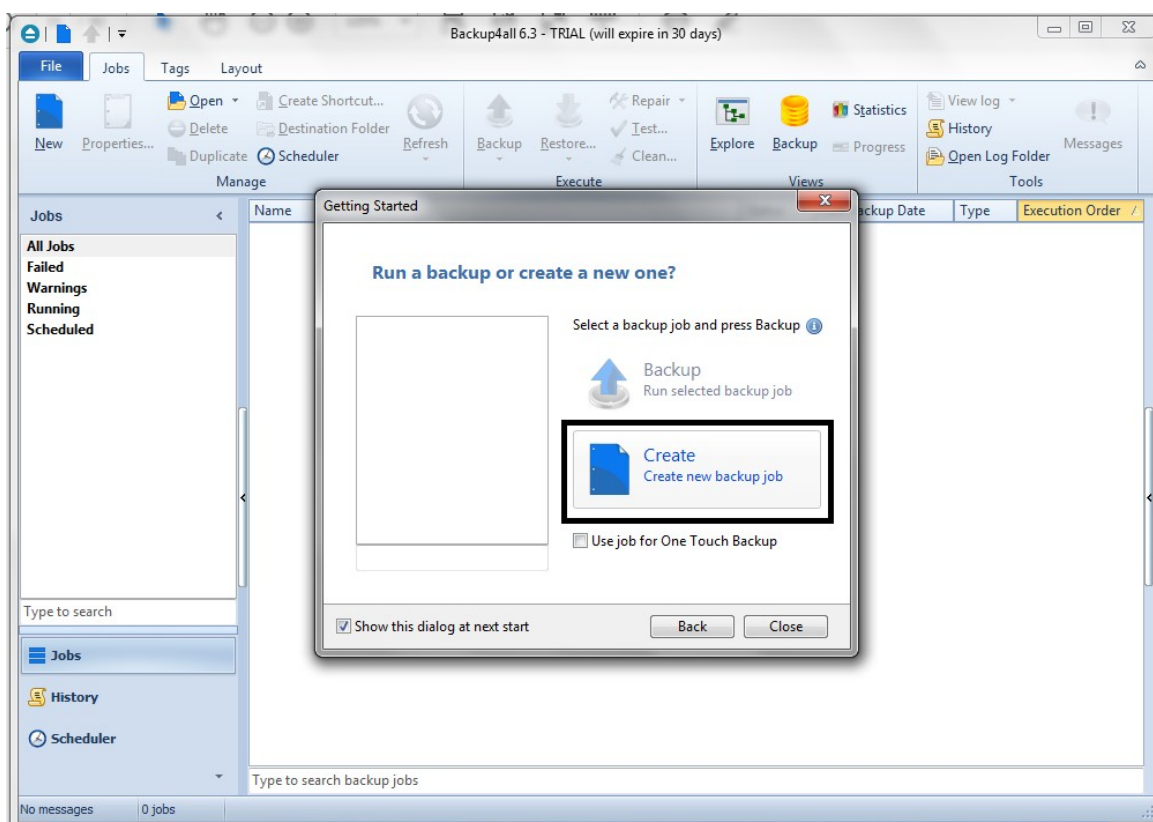 Backup4all 6.3 - TRIAL (will expire in 30 days)
File Jobs Tags Layout
New
Properties...
Open
Delete
Duplicate
Create Shortcut...
Destination Folder
Scheduler
Refresh
Manage
Backup
Restore...
Repair
Test...
Clean...
Execute
Explore
Backup
Statistics
Progress
Views
View log
History
Open Log Folder
Messages
Tools
Jobs
All Jobs
Failed
Warnings
Running
Scheduled
Type to search
Jobs
History
Scheduler
Name
ackup Date
Type
Execution Order
Getting Started
Run a backup or create a new one?
Select a backup job and press Backup
Backup
Run selected backup job
Create
Create new backup job
Use job for One Touch Backup
Show this dialog at next start
Back
Close
Type to search backup jobs
No messages
0 jobs